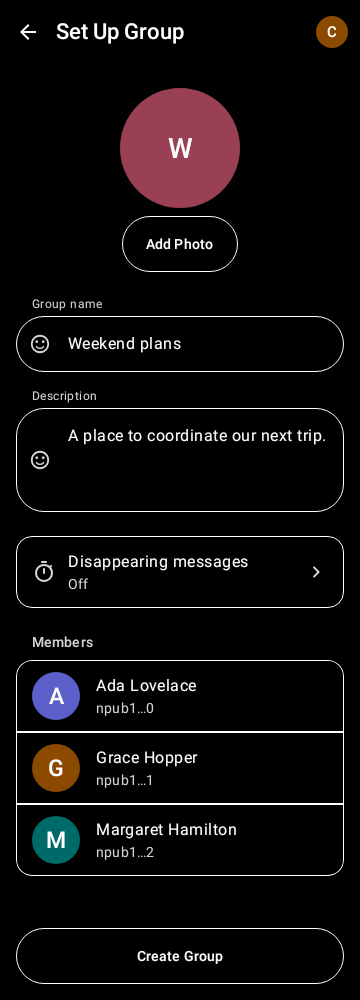 Set Up Group
C
W
Add Photo
Group name
Weekend plans
Description
A place to coordinate our next trip.
Disappearing messages
Off
Members
A
Ada Lovelace
npub1…0
G
Grace Hopper
npub1…1
M
Margaret Hamilton
npub1…2
Create Group